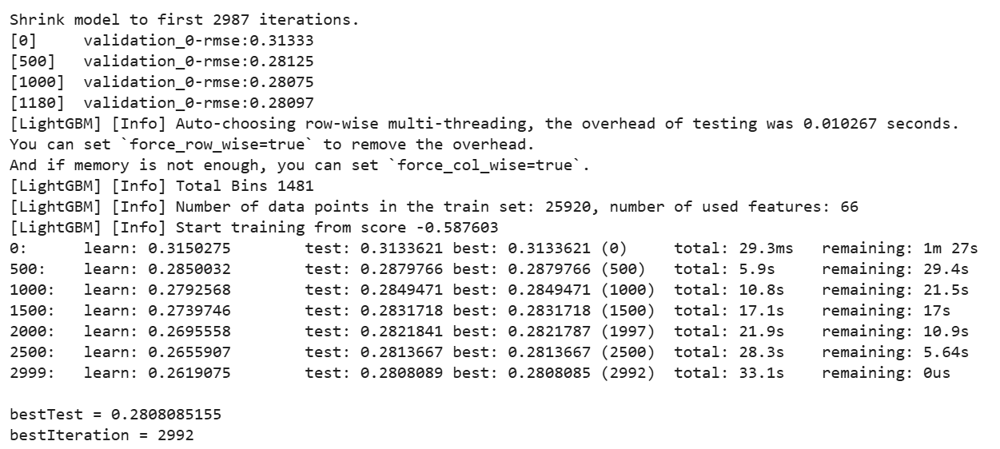 Shrink model to first 2987 iterations.
[0] validation_0-rmse:0.31333
[500] validation_0-rmse:0.28125
[1000] validation_0-rmse:0.28075
[1180] validation_0-rmse:0.28097
[LightGBM] [Info] Auto-choosing row-wise multi-threading, the overhead of testing was 0.010267 seconds.
You can set `force_row_wise=true` to remove the overhead.
And if memory is not enough, you can set `force_col_wise=true`.
[LightGBM] [Info] Total Bins 1481
[LightGBM] [Info] Number of data points in the train set: 25920, number of used features: 66
[LightGBM] [Info] Start training from score -0.587603
0: learn: 0.3150275 test: 0.3133621 best: 0.3133621 (0) total: 29.3ms remaining: 1m 27s
500: learn: 0.2850032 test: 0.2879766 best: 0.2879766 (500) total: 5.9s remaining: 29.4s
1000: learn: 0.2792568 test: 0.2849471 best: 0.2849471 (1000) total: 10.8s remaining: 21.5s
1500: learn: 0.2739746 test: 0.2831718 best: 0.2831718 (1500) total: 17.1s remaining: 17s
2000: learn: 0.2695558 test: 0.2821841 best: 0.2821787 (1997) total: 21.9s remaining: 10.9s
2500: learn: 0.2655907 test: 0.2813667 best: 0.2813667 (2500) total: 28.3s remaining: 5.64s
2999: learn: 0.2619075 test: 0.2808089 best: 0.2808085 (2992) total: 33.1s remaining: 0us
bestTest = 0.2808085155
bestIteration = 2992